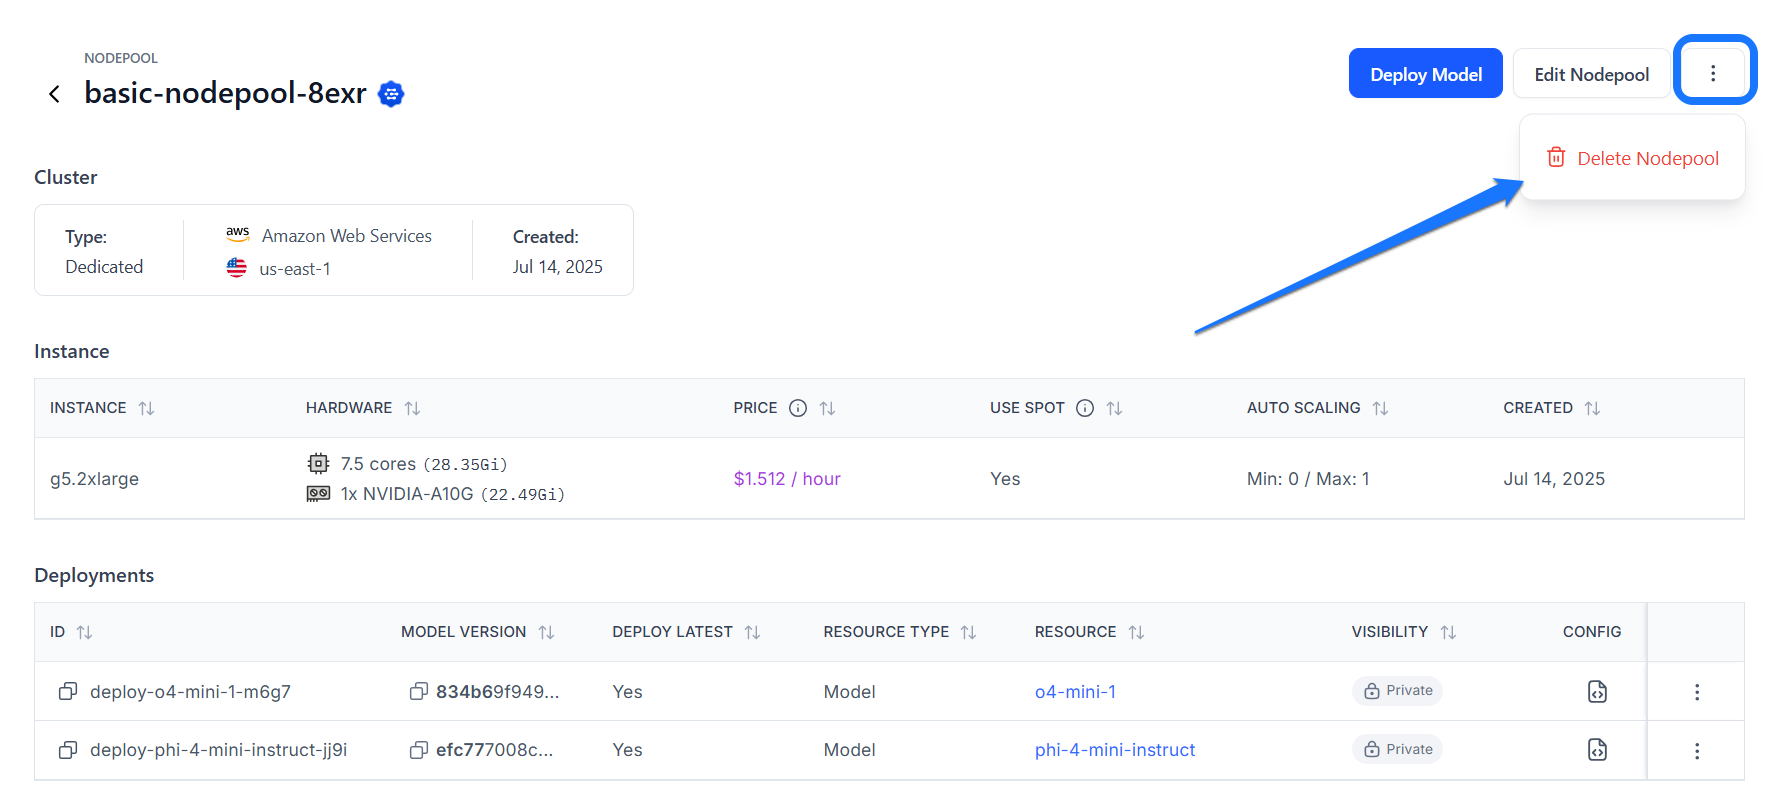 NODEPOOL
basic-nodepool-8exr
Deploy Model
Edit Nodepool
Delete Nodepool
Cluster
Type:
Dedicated
aws Amazon Web Services
us-east-1
Created:
Jul 14, 2025
Instance
INSTANCE HARDWARE PRICE USE SPOT AUTO SCALING CREATED
g5.2xlarge
7.5 cores (28.35Gi)
1x NVIDIA-A10G (22.49Gi)
$1.512 / hour
Yes
Min: 0 / Max: 1
Jul 14, 2025
Deployments
ID MODEL VERSION DEPLOY LATEST RESOURCE TYPE RESOURCE VISIBILITY CONFIG
deploy-o4-mini-1-m6g7 834b69f949... Yes Model o4-mini-1 Private
deploy-phi-4-mini-instruct-jj9i efc777008c... Yes Model phi-4-mini-instruct Private